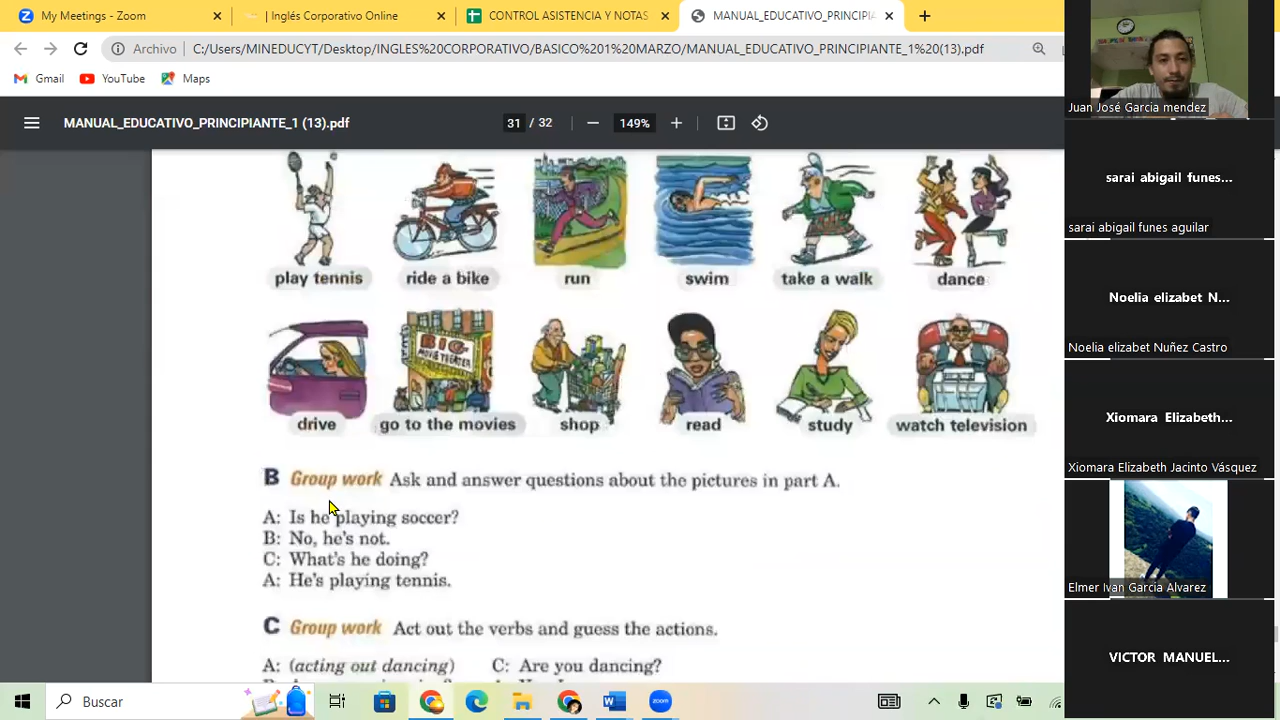 My Meetings - Zoom
| Inglés Corporativo Online
CONTROL ASISTENCIA Y NOTAS
MANUAL_EDUCATIVO_PRINCIPIA
Archivo
C:/Users/MINEDUCYT/Desktop/INGLES%20CORPORATIVO/BASICO%201%20MARZO/MANUAL_EDUCATIVO_PRINCIPIANTE_1%20(13).pdf
Gmail
YouTube
Maps
MANUAL_EDUCATIVO_PRINCIPIANTE_1 (13).pdf
31 / 32
149%
play tennis
ride a bike
run
swim
take a walk
dance
BIG
MOVIE THEATER
drive
go to the movies
shop
read
study
watch television
B Group work Ask and answer questions about the pictures in part A.
A: Is he playing soccer?
B: No, he's not.
C: What's he doing?
A: He's playing tennis.
C Group work Act out the verbs and guess the actions.
A: (acting out dancing)
C: Are you dancing?
Buscar
zoom
Juan José Garcia mendez
sarai abigail funes...
sarai abigail funes aguilar
Noelia elizabet N...
Noelia elizabet Nuñez Castro
Xiomara Elizabeth...
Xiomara Elizabeth Jacinto Vásquez
Elmer Ivan Garcia Alvarez
VICTOR MANUEL...